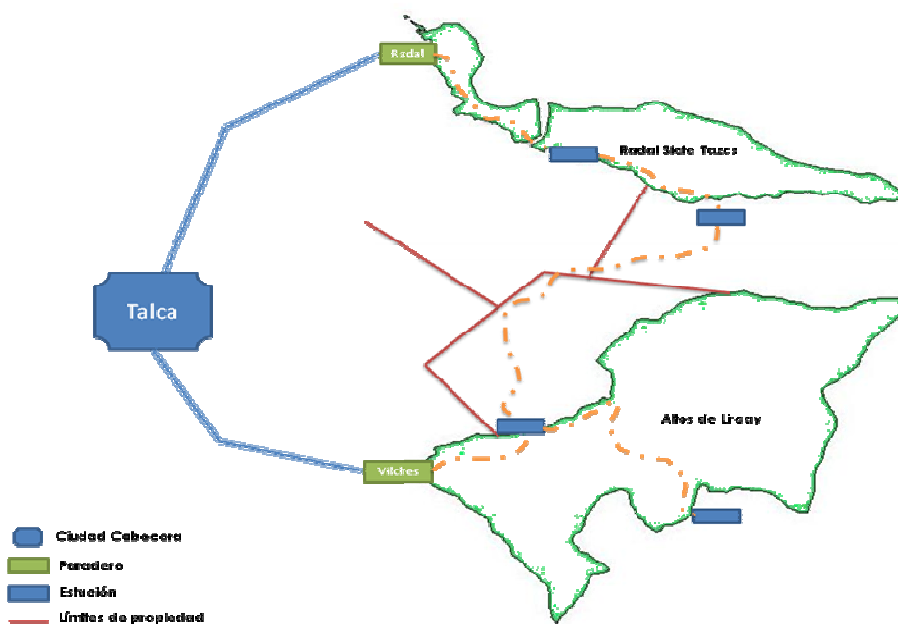 Radal
Radal Siete Tazas
Talca
Altos de Lircay
Vilches
Ciudad Cabecera
Paradero
Estación
Límites de propiedad